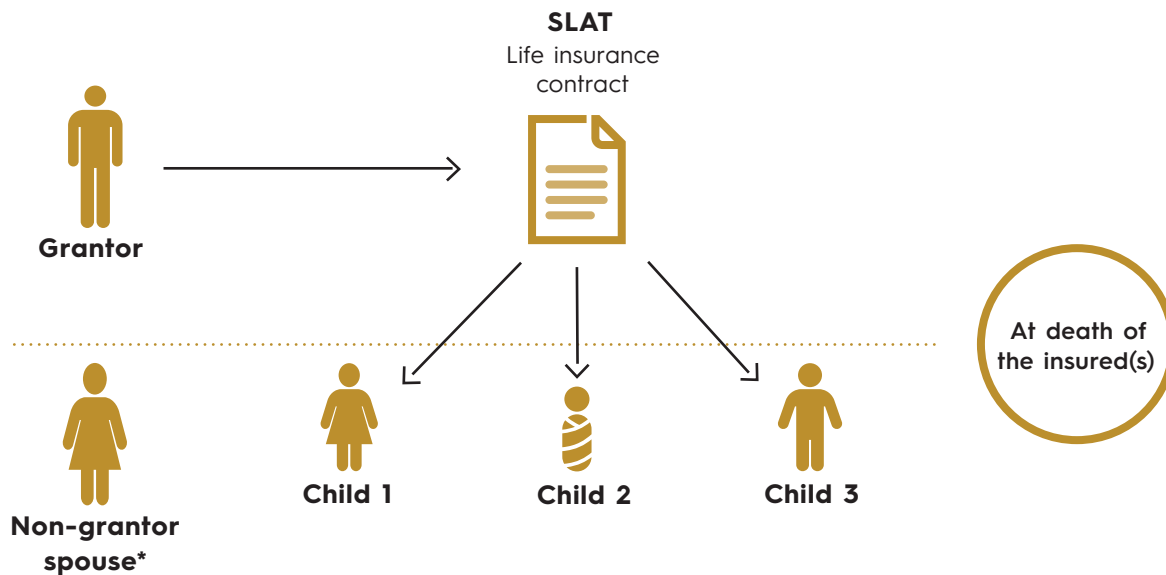 SLAT
Life insurance
contract
Grantor
At death of
the insured(s)
Child 1
Child 2
Child 3
Non-grantor
spouse*